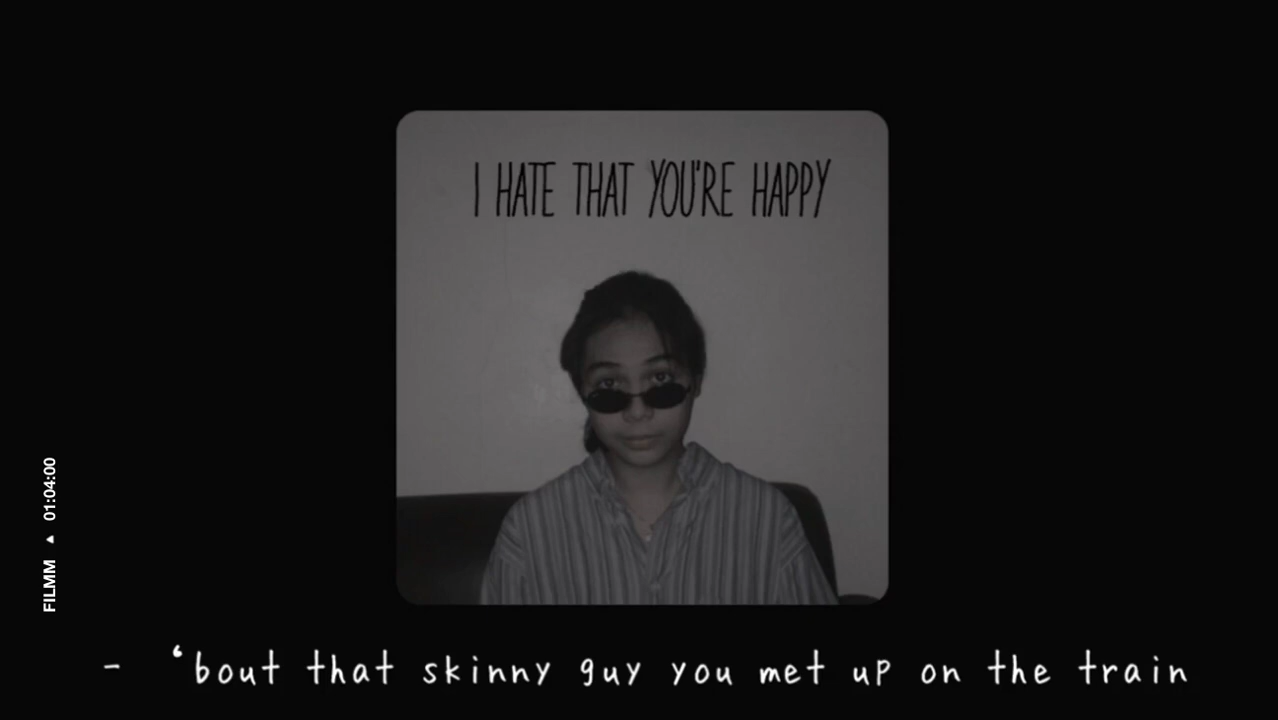 I HATE THAT YOU'RE HAPPY
FILMM ▲ 01:04:00
- ‘bout that skinny guy you met up on the train